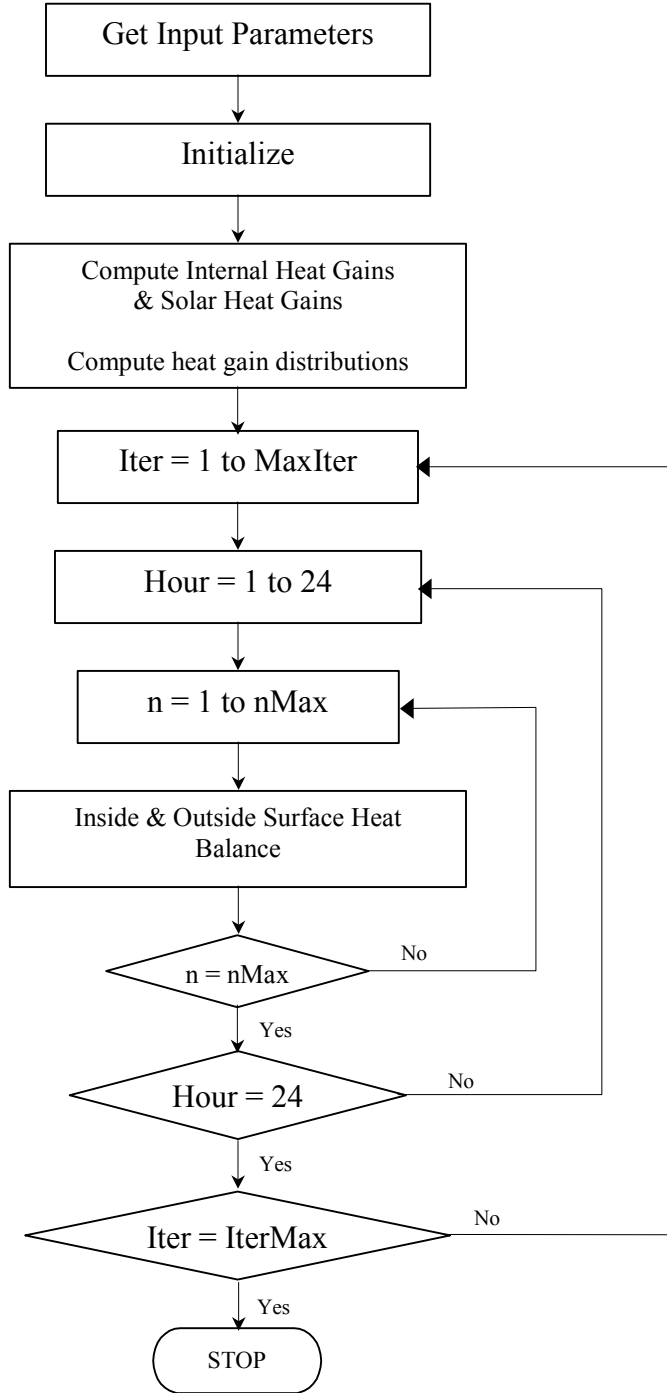 Get Input Parameters
Initialize
Compute Internal Heat Gains
& Solar Heat Gains
Compute heat gain distributions
Iter = 1 to MaxIter
Hour = 1 to 24
n = 1 to nMax
Inside & Outside Surface Heat
Balance
n = nMax
No
Yes
Hour = 24
No
Yes
Iter = IterMax
No
Yes
STOP